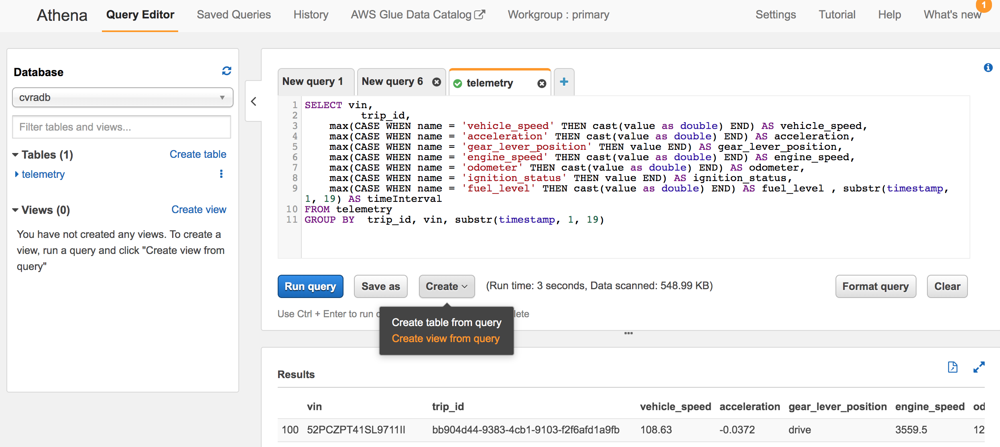 Athena
Query Editor
Saved Queries
History
AWS Glue Data Catalog
Workgroup : primary
Settings
Tutorial
Help
What's new
1
Database
cvradb
Filter tables and views...
Tables (1)
Create table
telemetry
Views (0)
Create view
You have not created any views. To create a
view, run a query and click "Create view from
query"
New query 1
New query 6
telemetry
+
1 SELECT vin,
2 trip_id,
3 max(CASE WHEN name = 'vehicle_speed' THEN cast(value as double) END) AS vehicle_speed,
4 max(CASE WHEN name = 'acceleration' THEN cast(value as double) END) AS acceleration,
5 max(CASE WHEN name = 'gear_lever_position' THEN value END) AS gear_lever_position,
6 max(CASE WHEN name = 'engine_speed' THEN cast(value as double) END) AS engine_speed,
7 max(CASE WHEN name = 'odometer' THEN cast(value as double) END) AS odometer,
8 max(CASE WHEN name = 'ignition_status' THEN value END) AS ignition_status,
9 max(CASE WHEN name = 'fuel_level' THEN cast(value as double) END) AS fuel_level , substr(timestamp,
1, 19) AS timeInterval
10 FROM telemetry
11 GROUP BY trip_id, vin, substr(timestamp, 1, 19)
Run query
Save as
Create
(Run time: 3 seconds, Data scanned: 548.99 KB)
Format query
Clear
Use Ctrl + Enter to run
lete
Create table from query
Create view from query
Results
vin trip_id vehicle_speed acceleration gear_lever_position engine_speed od
100 52PCZPT41SL9711II bb904d44-9383-4cb1-9103-f2f6afd1a9fb 108.63 -0.0372 drive 3559.5 12